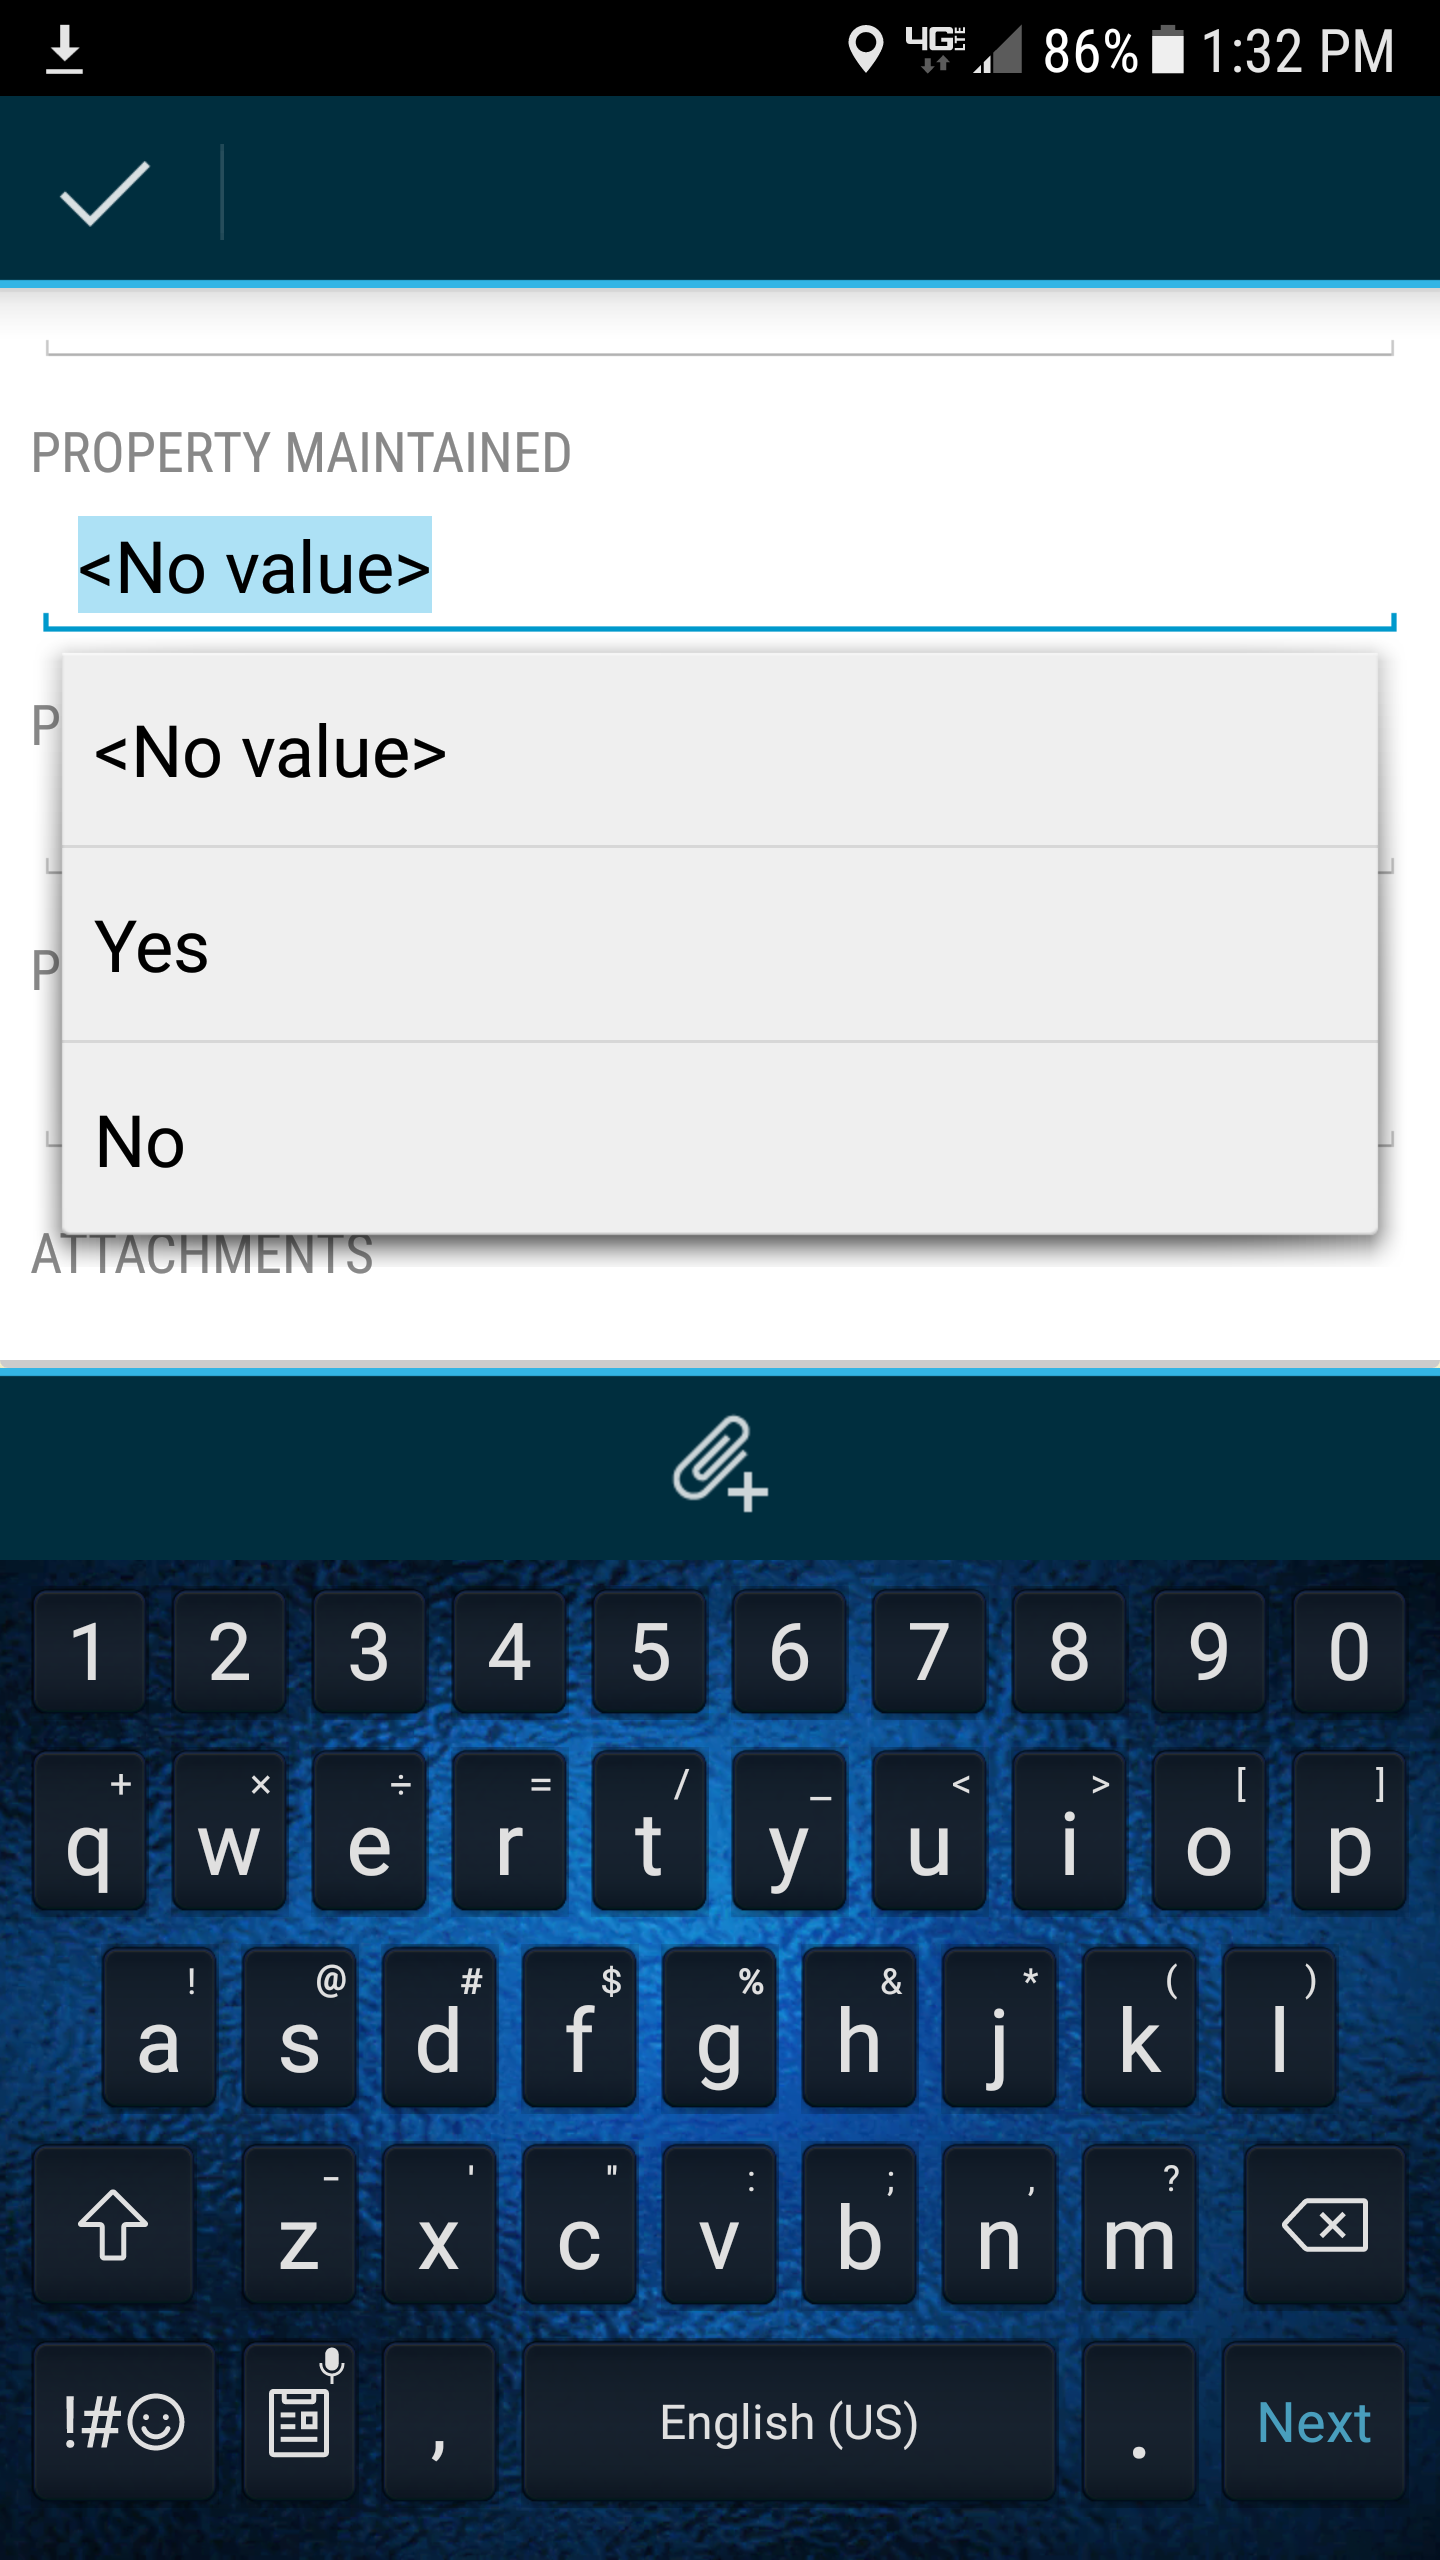 4G LTE 86% 1:32 PM
PROPERTY MAINTAINED
<No value>
P
<No value>
Yes
P
No
ATTACHMENTS
1 2 3 4 5 6 7 8 9 0
+ × ÷ = / _ < > [ ]
q w e r t y u i o p
! @ # $ % & * ( )
a s d f g h j k l
- ' " : ; , ?
z x c v b n m
!#☺ , English (US) . Next